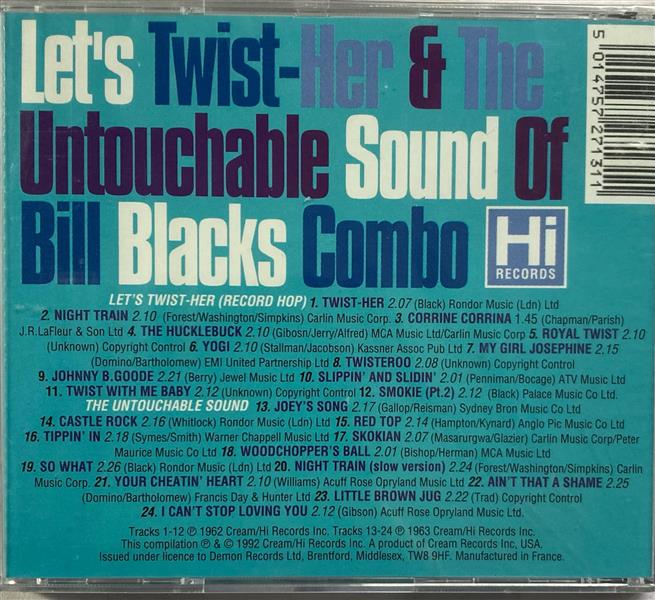 Let's Twist-Her & The
Untouchable Sound Of
Bill Blacks Combo
Hi
RECORDS
5 014757 271311
LET'S TWIST-HER (RECORD HOP) 1. TWIST-HER 2.07 (Black) Rondor Music (Ldn) Ltd
2. NIGHT TRAIN 2.10 (Forest/Washington/Simpkins) Carlin Music Corp. 3. CORRINE CORRINA 1.45 (Chapman/Parish)
J.R.LaFleur & Son Ltd 4. THE HUCKLEBUCK 2.10 (Gibosn/Jerry/Alfred) MCA Music Ltd/Carlin Music Corp 5. ROYAL TWIST 2.10
(Unknown) Copyright Control 6. YOGI 2.10 (Stallman/Jacobson) Kassner Assoc Pub Ltd 7. MY GIRL JOSEPHINE 2.15
(Domino/Bartholomew) EMI United Partnership Ltd 8. TWISTEROO 2.08 (Unknown) Copyright Control
9. JOHNNY B.GOODE 2.21 (Berry) Jewel Music Ltd 10. SLIPPIN' AND SLIDIN' 2.01 (Penniman/Bocage) ATV Music Ltd
11. TWIST WITH ME BABY 2.12 (Unknown) Copyright Control 12. SMOKIE (Pt.2) 2.12 (Black) Palace Music Co Ltd.
THE UNTOUCHABLE SOUND 13. JOEY'S SONG 2.17 (Gallop/Reisman) Sydney Bron Music Co Ltd
14. CASTLE ROCK 2.16 (Whitlock) Rondor Music (Ldn) Ltd 15. RED TOP 2.14 (Hampton/Kynard) Anglo Pic Music Co Ltd
16. TIPPIN' IN 2.18 (Symes/Smith) Warner Chappell Music Ltd 17. SKOKIAN 2.07 (Masarurgwa/Glazier) Carlin Music Corp/Peter
Maurice Music Co Ltd 18. WOODCHOPPER'S BALL 2.01 (Bishop/Herman) MCA Music Ltd
19. SO WHAT 2.26 (Black) Rondor Music (Ldn) Ltd 20. NIGHT TRAIN (slow version) 2.24 (Forest/Washington/Simpkins) Carlin
Music Corp. 21. YOUR CHEATIN' HEART 2.10 (Williams) Acuff Rose Opryland Music Ltd 22. AIN'T THAT A SHAME 2.25
(Domino/Bartholomew) Francis Day & Hunter Ltd 23. LITTLE BROWN JUG 2.22 (Trad) Copyright Control
24. I CAN'T STOP LOVING YOU 2.12 (Gibson) Acuff Rose Opryland Music Ltd.
Tracks 1-12 ℗ 1962 Cream/Hi Records Inc. Tracks 13-24 ℗ 1963 Cream/Hi Records Inc.
This compilation ℗ & © 1992 Cream/Hi Records Inc. A product of Cream Records Inc, USA.
Issued under licence to Demon Records Ltd, Brentford, Middlesex, TW8 9HF. Manufactured in France.